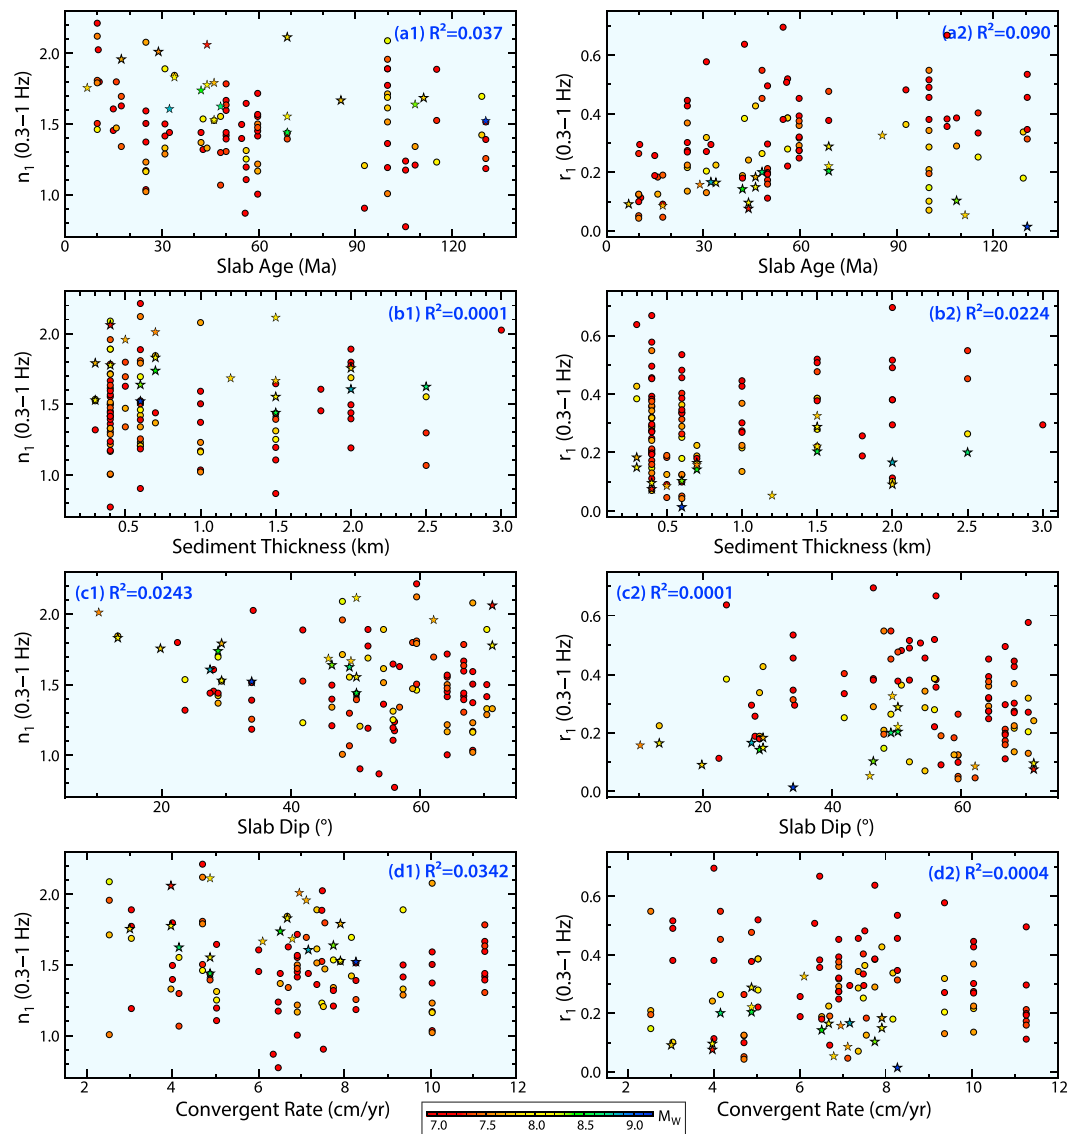 (a1) R²=0.037
n₁ (0.3−1 Hz)
2.0
1.5
1.0
0 30 60 90 120
Slab Age (Ma)
(a2) R²=0.090
r₁ (0.3−1 Hz)
0.6
0.4
0.2
0.0
0 30 60 90 120
Slab Age (Ma)
(b1) R²=0.0001
n₁ (0.3−1 Hz)
2.0
1.5
1.0
0.5 1.0 1.5 2.0 2.5 3.0
Sediment Thickness (km)
(b2) R²=0.0224
r₁ (0.3−1 Hz)
0.6
0.4
0.2
0.0
0.5 1.0 1.5 2.0 2.5 3.0
Sediment Thickness (km)
(c1) R²=0.0243
n₁ (0.3−1 Hz)
2.0
1.5
1.0
20 40 60
Slab Dip (°)
(c2) R²=0.0001
r₁ (0.3−1 Hz)
0.6
0.4
0.2
0.0
20 40 60
Slab Dip (°)
(d1) R²=0.0342
n₁ (0.3−1 Hz)
2.0
1.5
1.0
2 4 6 8 10 12
Convergent Rate (cm/yr)
(d2) R²=0.0004
r₁ (0.3−1 Hz)
0.6
0.4
0.2
0.0
2 4 6 8 10 12
Convergent Rate (cm/yr)
7.0 7.5 8.0 8.5 9.0 M_W